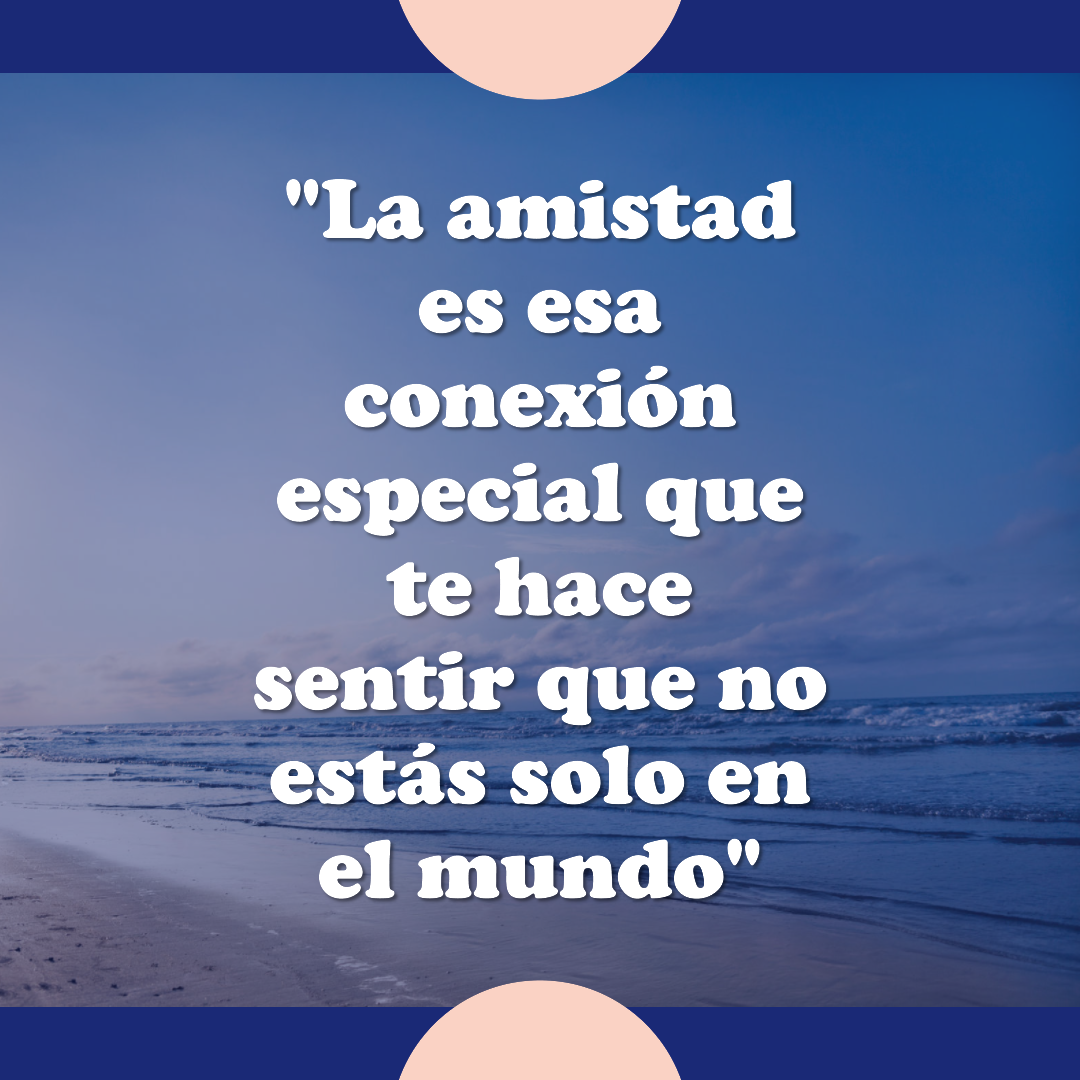 "La amistad
es esa
conexión
especial que
te hace
sentir que no
estás solo en
el mundo"